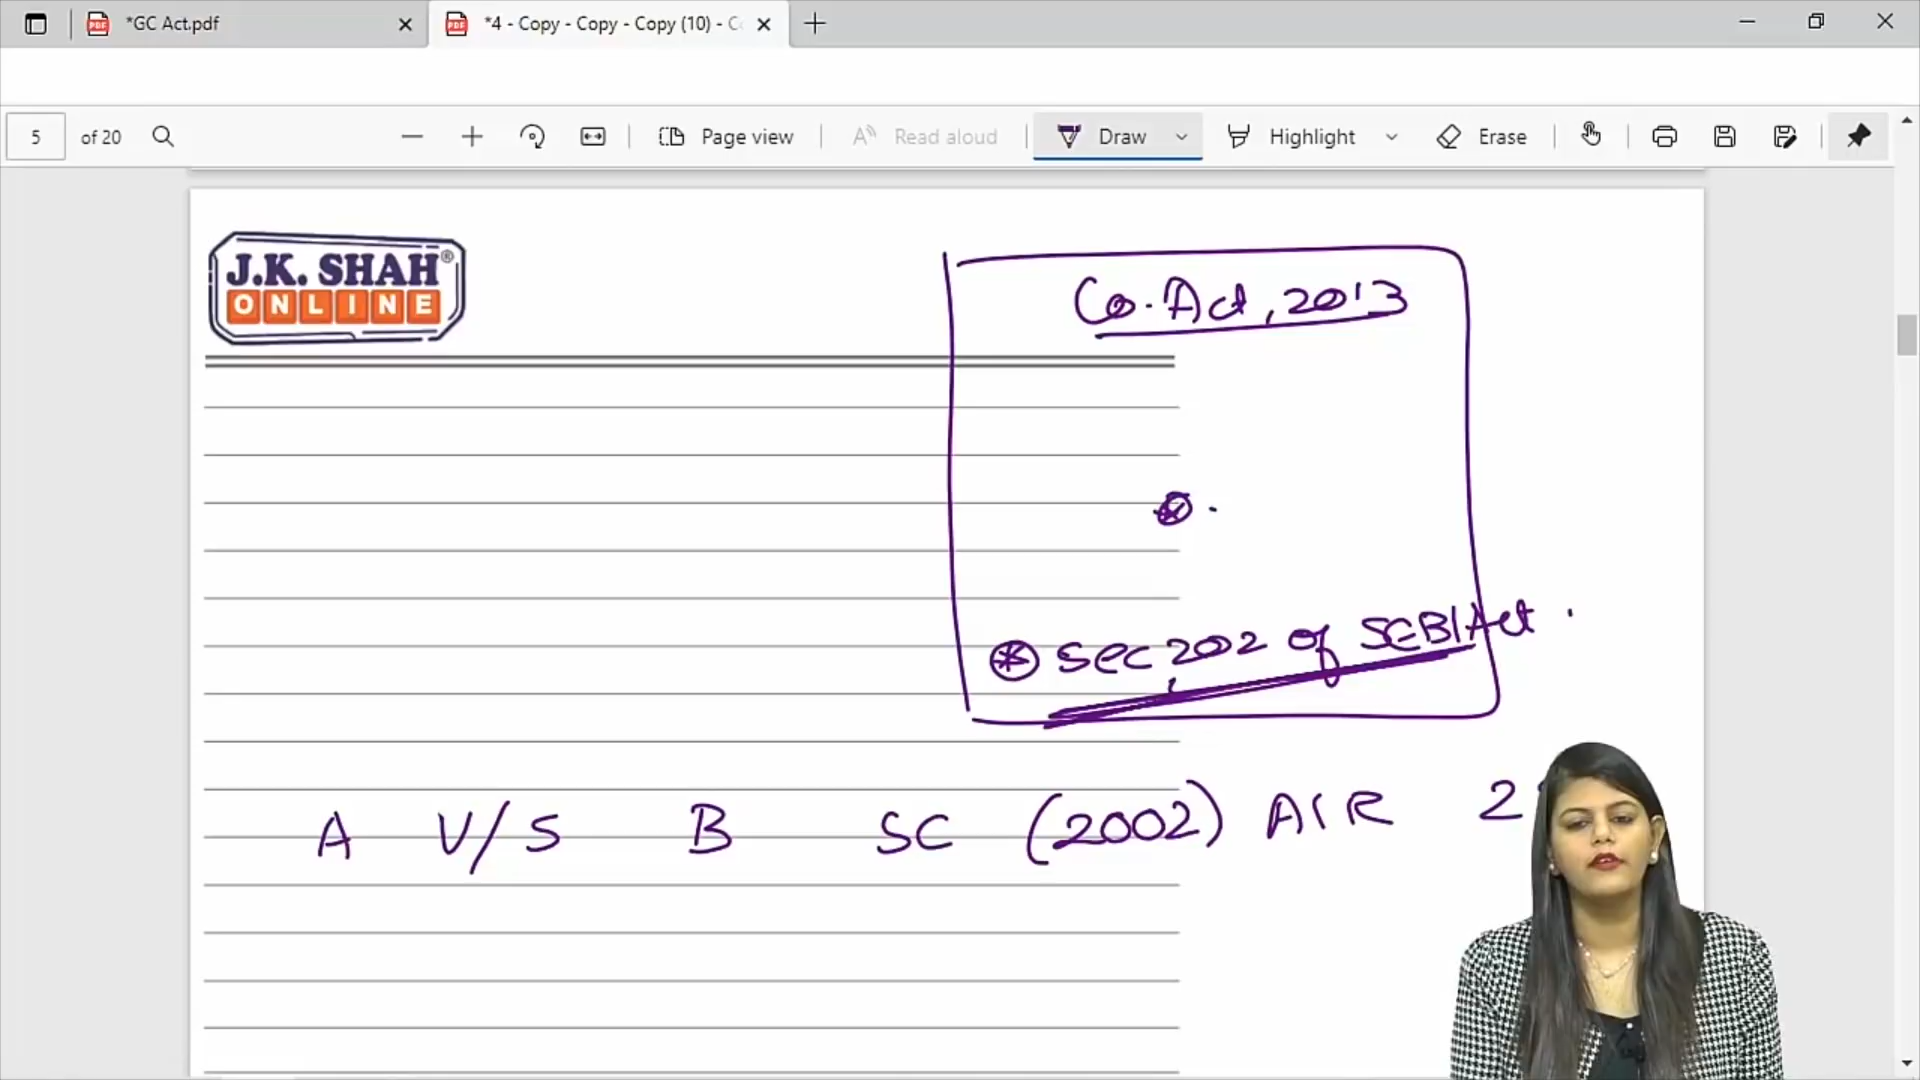 *GC Act.pdf
*4 - Copy - Copy - Copy (10) - C
5 of 20 Page view Read aloud Draw Highlight Erase
J.K. SHAH®
ONLINE
Co. Act, 2013
Sec 202 of SEBI Act.
A V/S B SC (2002) AIR 2